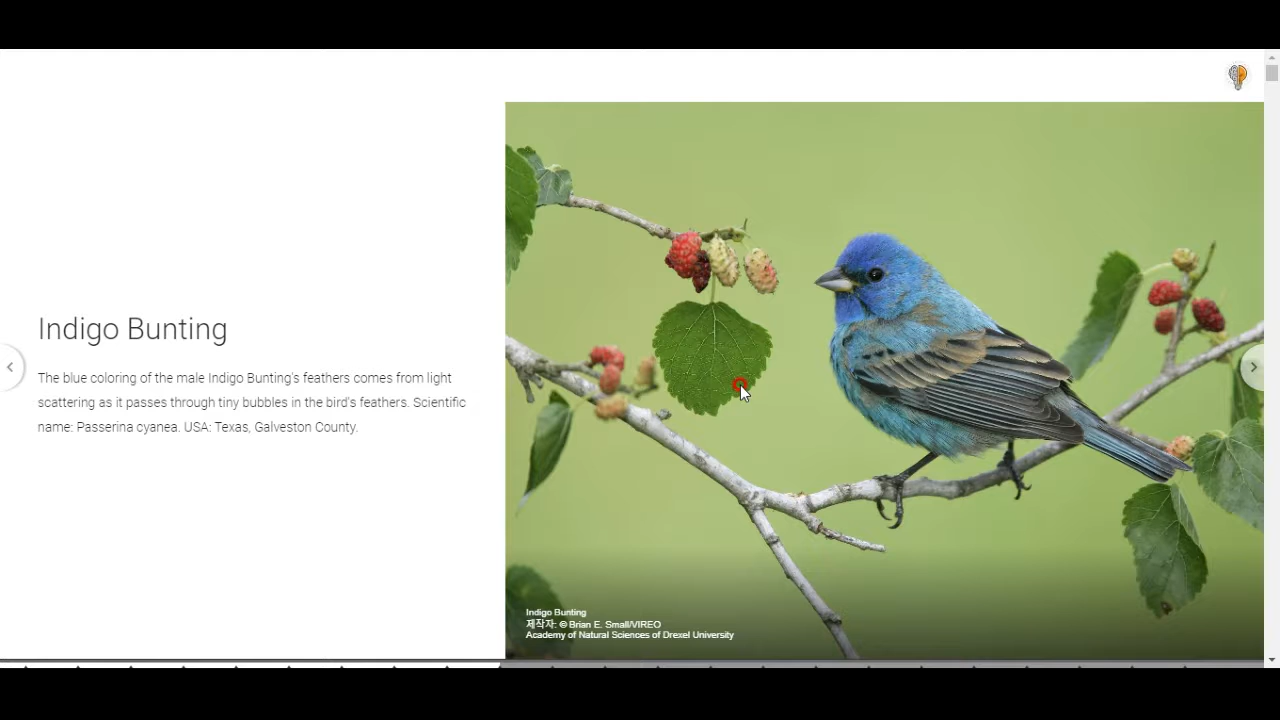 Indigo Bunting
The blue coloring of the male Indigo Bunting's feathers comes from light
scattering as it passes through tiny bubbles in the bird's feathers. Scientific
name: Passerina cyanea. USA: Texas, Galveston County.
Indigo Bunting
제작자: © Brian E. Small/VIREO
Academy of Natural Sciences of Drexel University